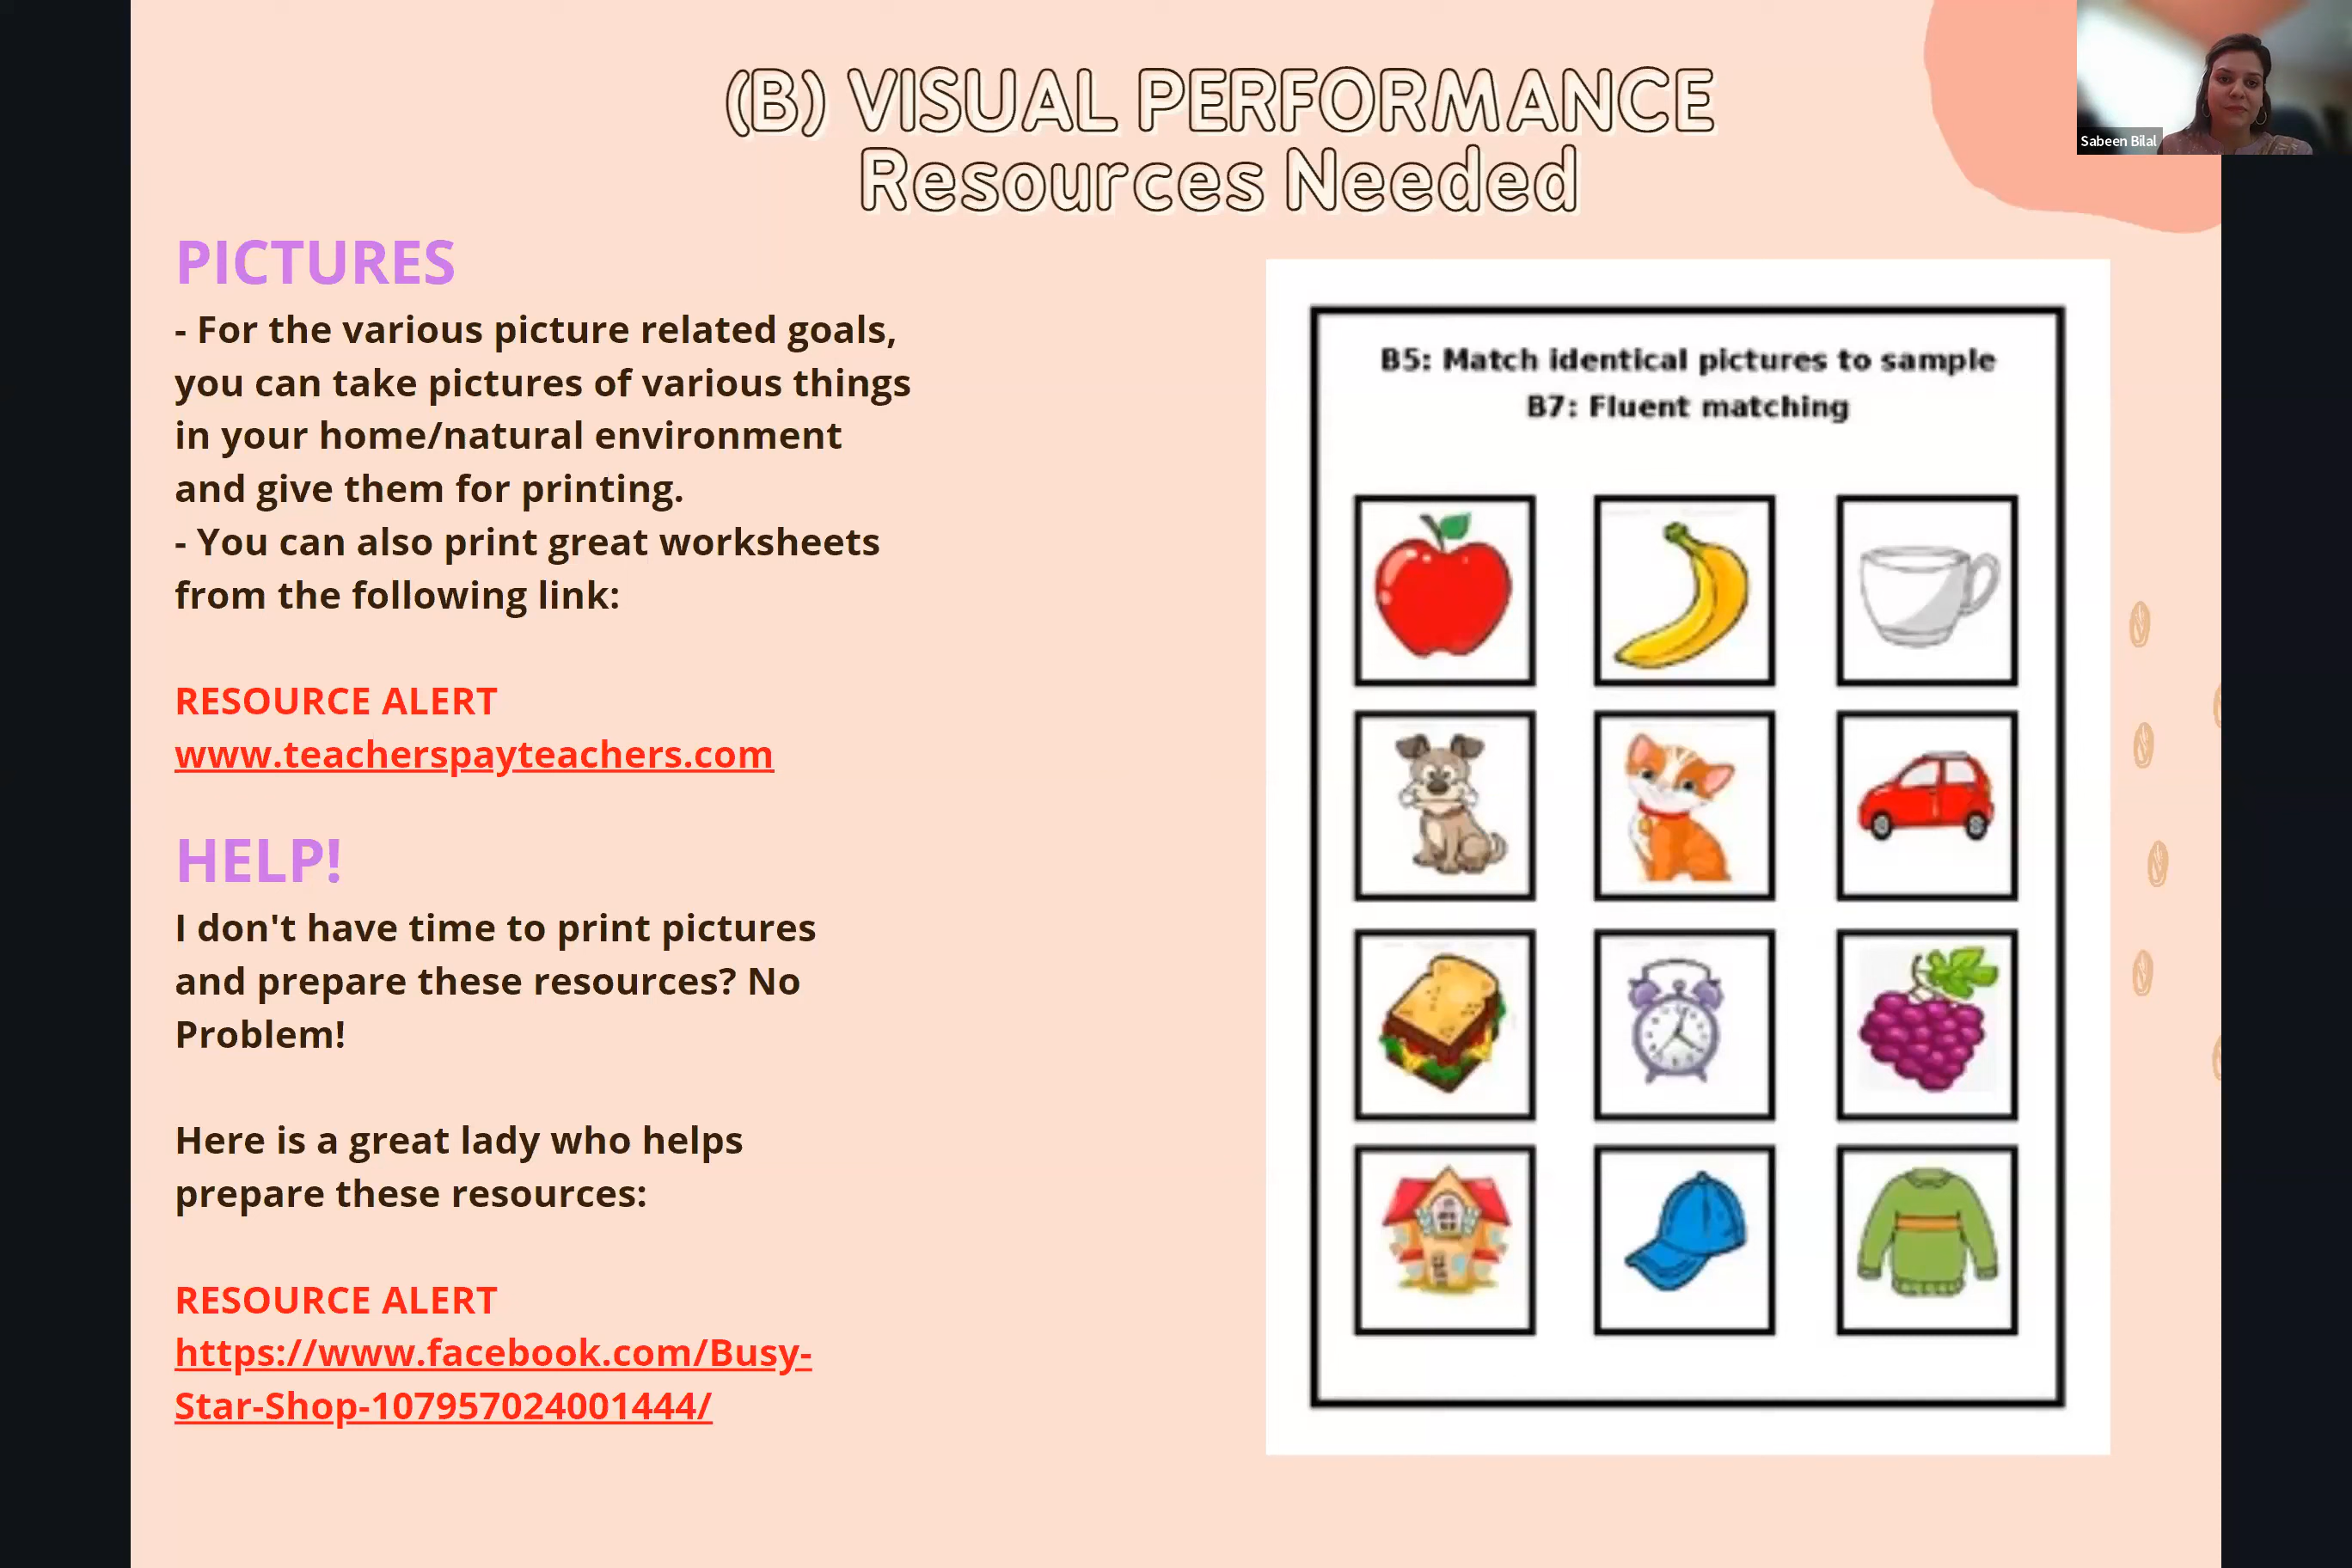 (B) VISUAL PERFORMANCE
Resources Needed
Sabeen Bilal
PICTURES
- For the various picture related goals,
you can take pictures of various things
in your home/natural environment
and give them for printing.
- You can also print great worksheets
from the following link:
RESOURCE ALERT
www.teacherspayteachers.com
HELP!
I don't have time to print pictures
and prepare these resources? No
Problem!
Here is a great lady who helps
prepare these resources:
RESOURCE ALERT
https://www.facebook.com/Busy-
Star-Shop-107957024001444/
B5: Match identical pictures to sample
B7: Fluent matching